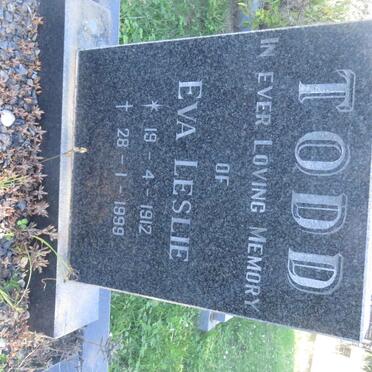 TODD
IN EVER LOVING MEMORY
OF
EVA LESLIE
* 19 - 4 - 1912
† 28 - 1 - 1999